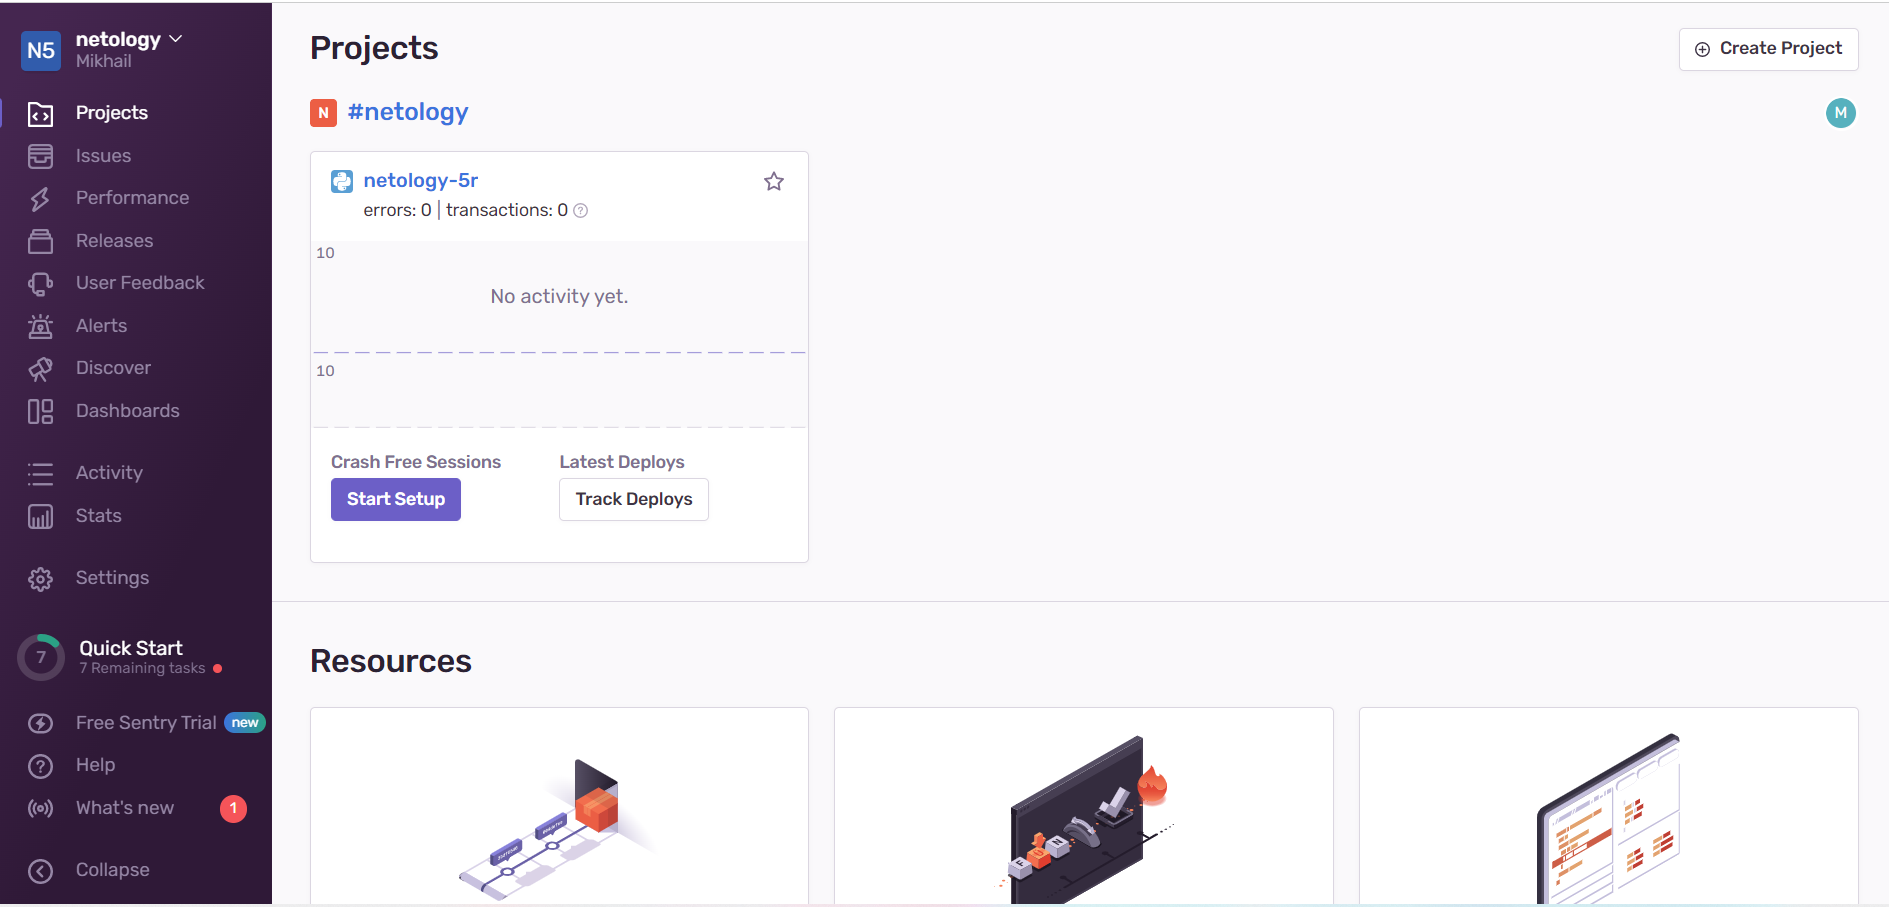 N5
netology
Mikhail
Projects
Issues
Performance
Releases
User Feedback
Alerts
Discover
Dashboards
Activity
Stats
Settings
7
Quick Start
7 Remaining tasks
Free Sentry Trial new
Help
What's new 1
Collapse
Projects
Create Project
N #netology
M
netology-5r
errors: 0 | transactions: 0 ?
10
No activity yet.
10
Crash Free Sessions Latest Deploys
Start Setup Track Deploys
Resources
F U N